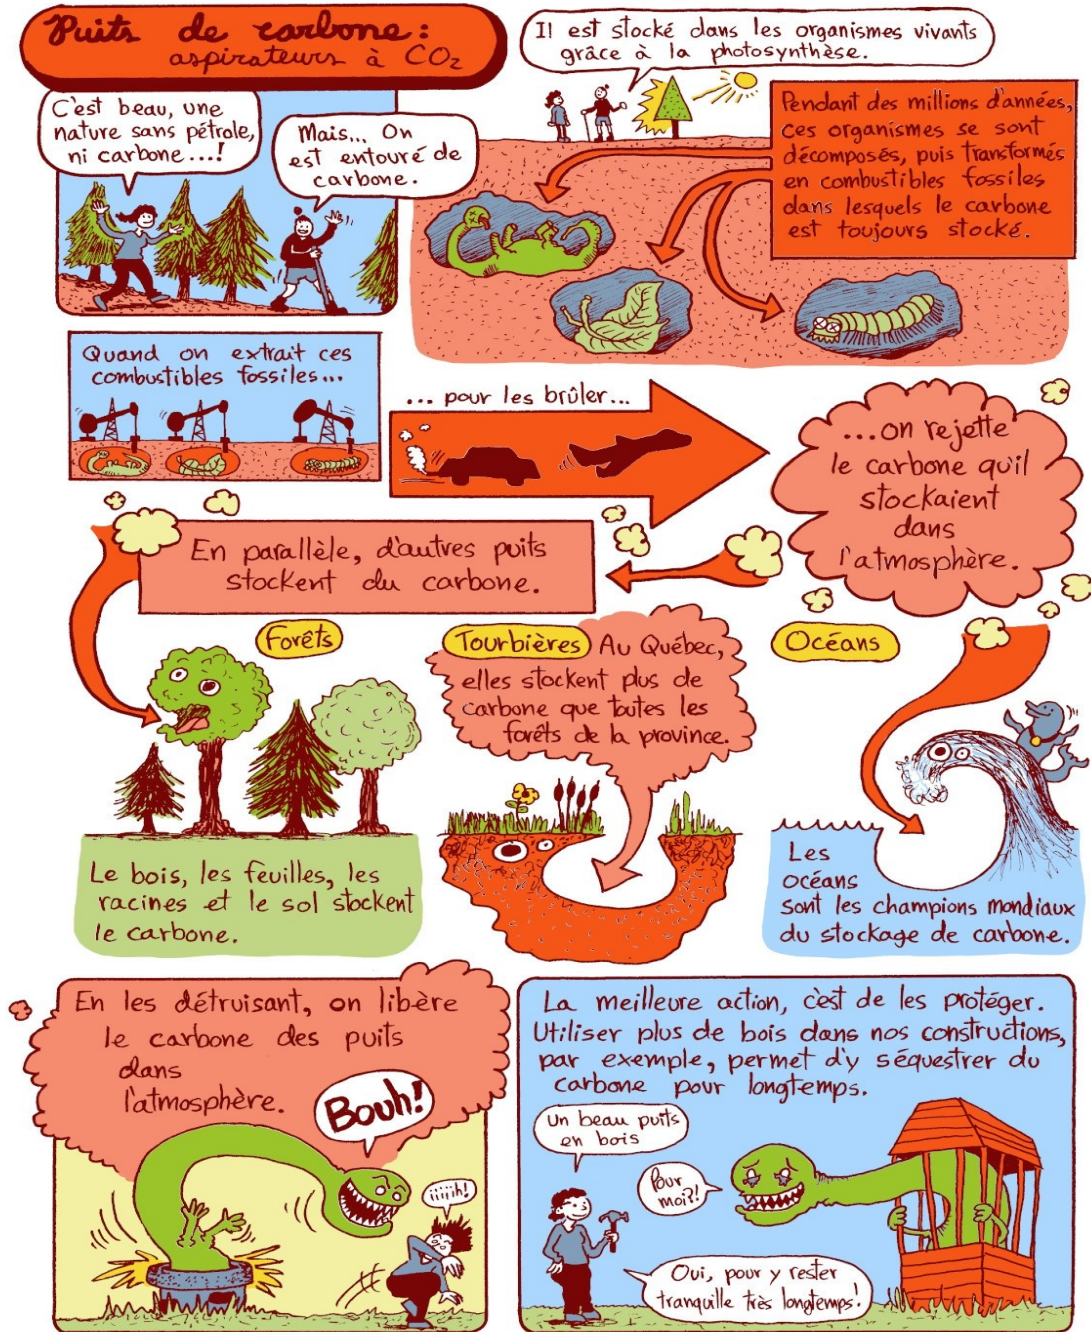 Puits de carbone:
aspirateurs à CO₂
C'est beau, une
nature sans pétrole,
ni carbone...!
Mais... On
est entouré de
carbone.
Il est stocké dans les organismes vivants
grâce à la photosynthèse.
Pendant des millions d'années,
ces organismes se sont
décomposés, puis transformés
en combustibles fossiles
dans lesquels le carbone
est toujours stocké.
Quand on extrait ces
combustibles fossiles...
... pour les brûler...
...on rejette
le carbone qu'il
stockaient
dans
l'atmosphère.
En parallèle, d'autres puits
stockent du carbone.
Forêts
Le bois, les feuilles, les
racines et le sol stockent
le carbone.
Tourbières Au Québec,
elles stockent plus de
carbone que toutes les
forêts de la province.
Océans
Les
océans
sont les champions mondiaux
du stockage de carbone.
En les détruisant, on libère
le carbone des puits
dans
l'atmosphère.
Bouh!
iiiiih!
La meilleure action, c'est de les protéger.
Utiliser plus de bois dans nos constructions,
par exemple, permet d'y séquestrer du
carbone pour longtemps.
Un beau puits
en bois
Pour
moi?!
Oui, pour y rester
tranquille très longtemps!